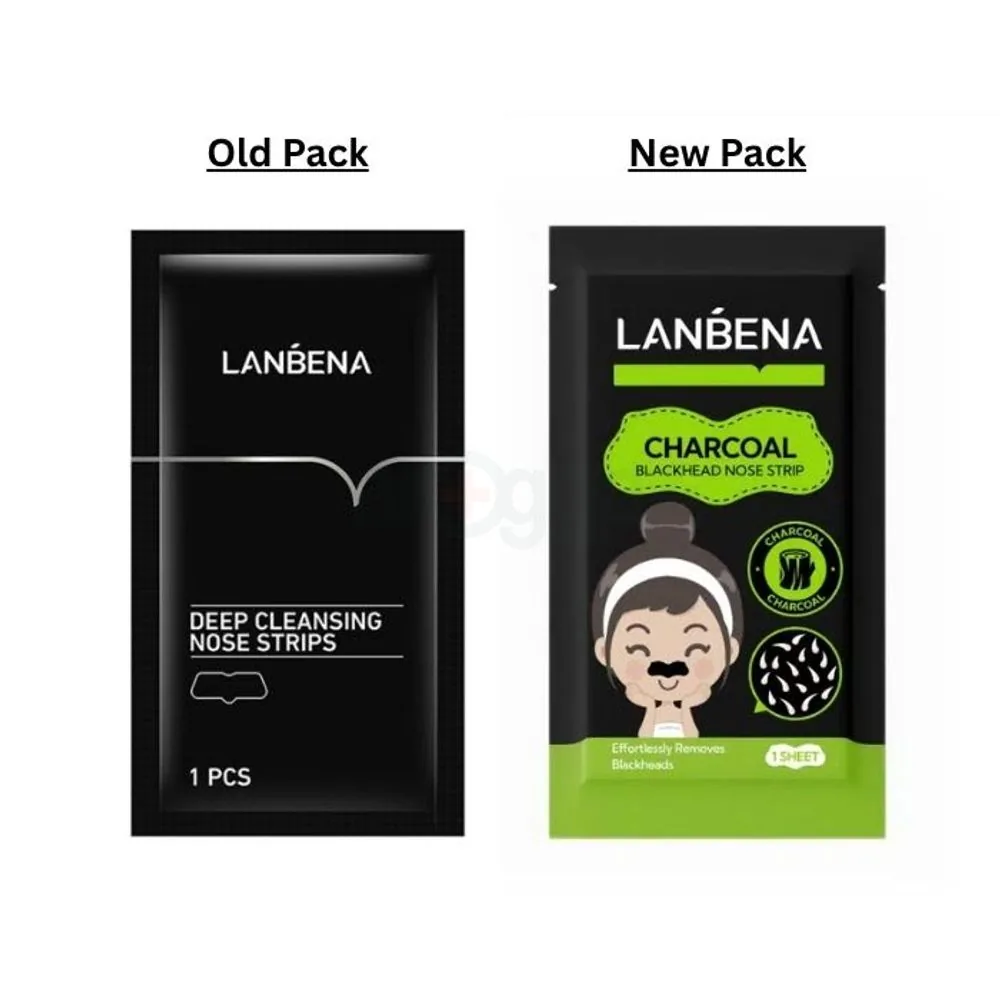 Old Pack
New Pack
LANBENA
DEEP CLEANSING
NOSE STRIPS
1 PCS
LANBENA
CHARCOAL
BLACKHEAD NOSE STRIP
CHARCOAL
CHARCOAL
Effortlessly Removes
Blackheads
1 SHEET